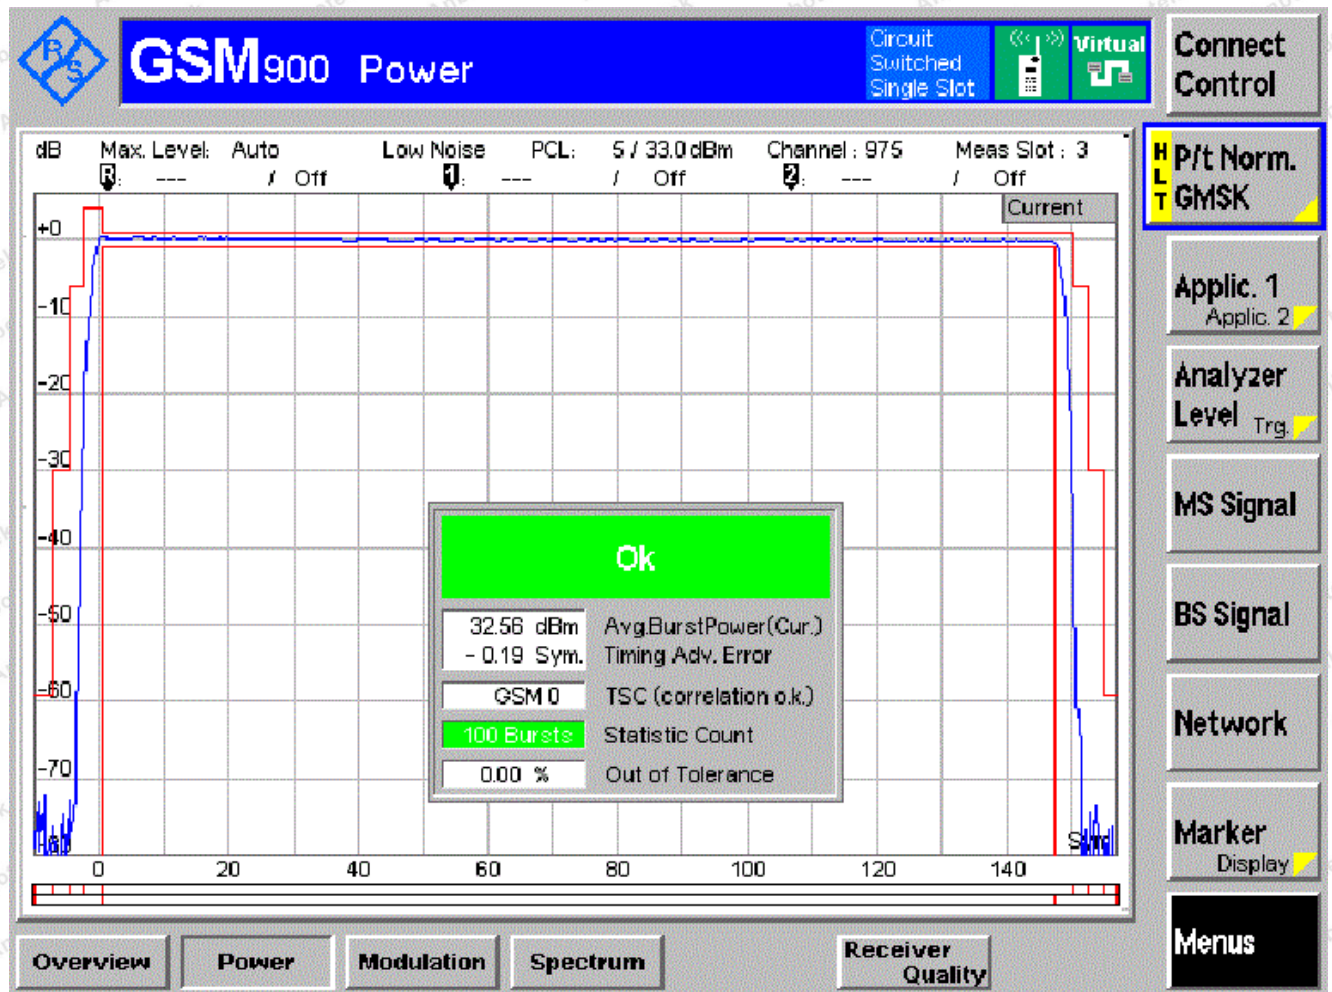 R/S
GSM900 Power
Circuit
Switched
Single Slot
Virtual
Connect
Control
dB Max. Level: Auto Low Noise PCL: 5 / 33.0 dBm Channel : 975 Meas Slot : 3
R: --- / Off 1: --- / Off 2: --- / Off
Current
HLT
P/t Norm.
GMSK
+0
-10
-20
-30
-40
-50
-60
-70
Applic. 1
Applic. 2
Analyzer
Level Trg.
MS Signal
BS Signal
Network
Marker
Display
Menus
Ok
32.56 dBm Avg.BurstPower(Cur.)
- 0.19 Sym. Timing Adv. Error
GSM 0 TSC (correlation o.k.)
100 Bursts Statistic Count
0.00 % Out of Tolerance
Sym
0 20 40 60 80 100 120 140
Overview Power Modulation Spectrum Receiver
Quality